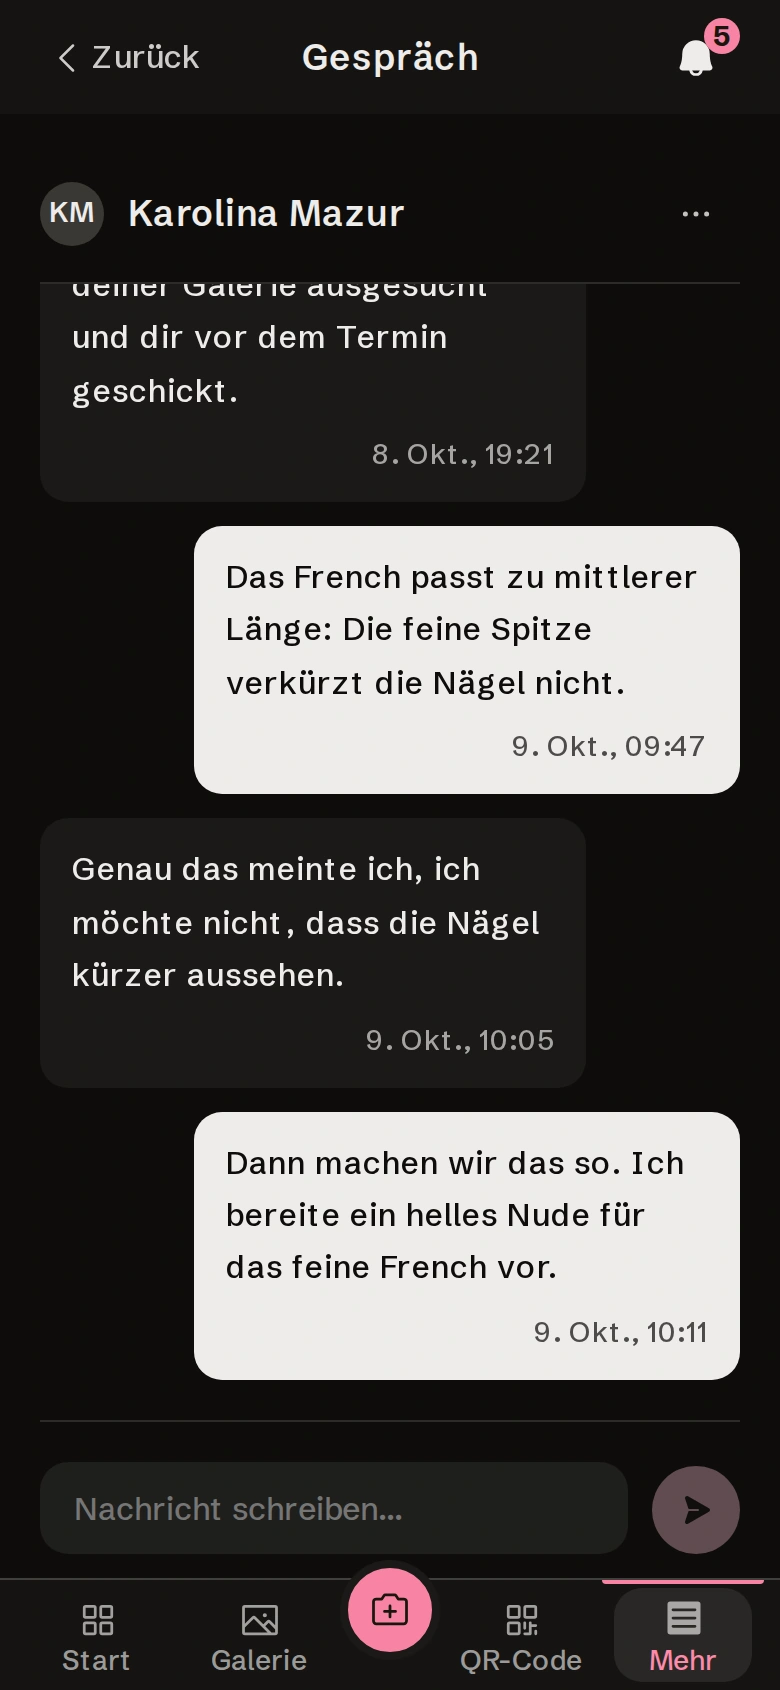 Zurück
Gespräch
5
KM
Karolina Mazur
deiner Galerie ausgesucht
und dir vor dem Termin
geschickt.
8. Okt., 19:21
Das French passt zu mittlerer
Länge: Die feine Spitze
verkürzt die Nägel nicht.
9. Okt., 09:47
Genau das meinte ich, ich
möchte nicht, dass die Nägel
kürzer aussehen.
9. Okt., 10:05
Dann machen wir das so. Ich
bereite ein helles Nude für
das feine French vor.
9. Okt., 10:11
Nachricht schreiben…
Start
Galerie
QR-Code
Mehr